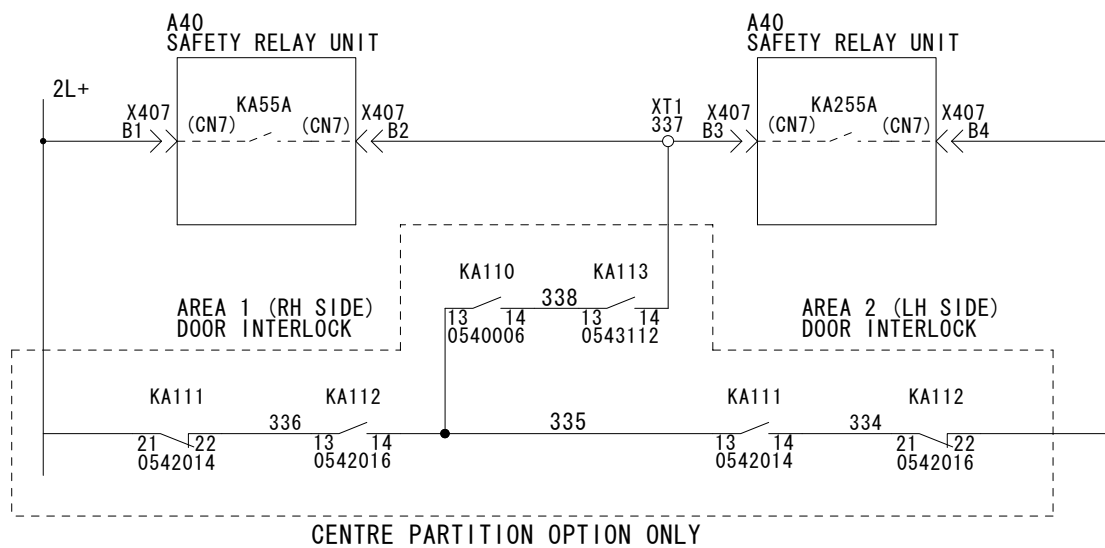 A40
SAFETY RELAY UNIT
A40
SAFETY RELAY UNIT
2L+
X407
B1
(CN7)
KA55A
(CN7)
X407
B2
XT1
337
X407
B3
(CN7)
KA255A
(CN7)
X407
B4
AREA 1 (RH SIDE)
DOOR INTERLOCK
KA110
13
14
0540006
338
KA113
13
14
0543112
AREA 2 (LH SIDE)
DOOR INTERLOCK
KA111
21
22
0542014
336
KA112
13
14
0542016
335
KA111
13
14
0542014
334
KA112
21
22
0542016
CENTRE PARTITION OPTION ONLY